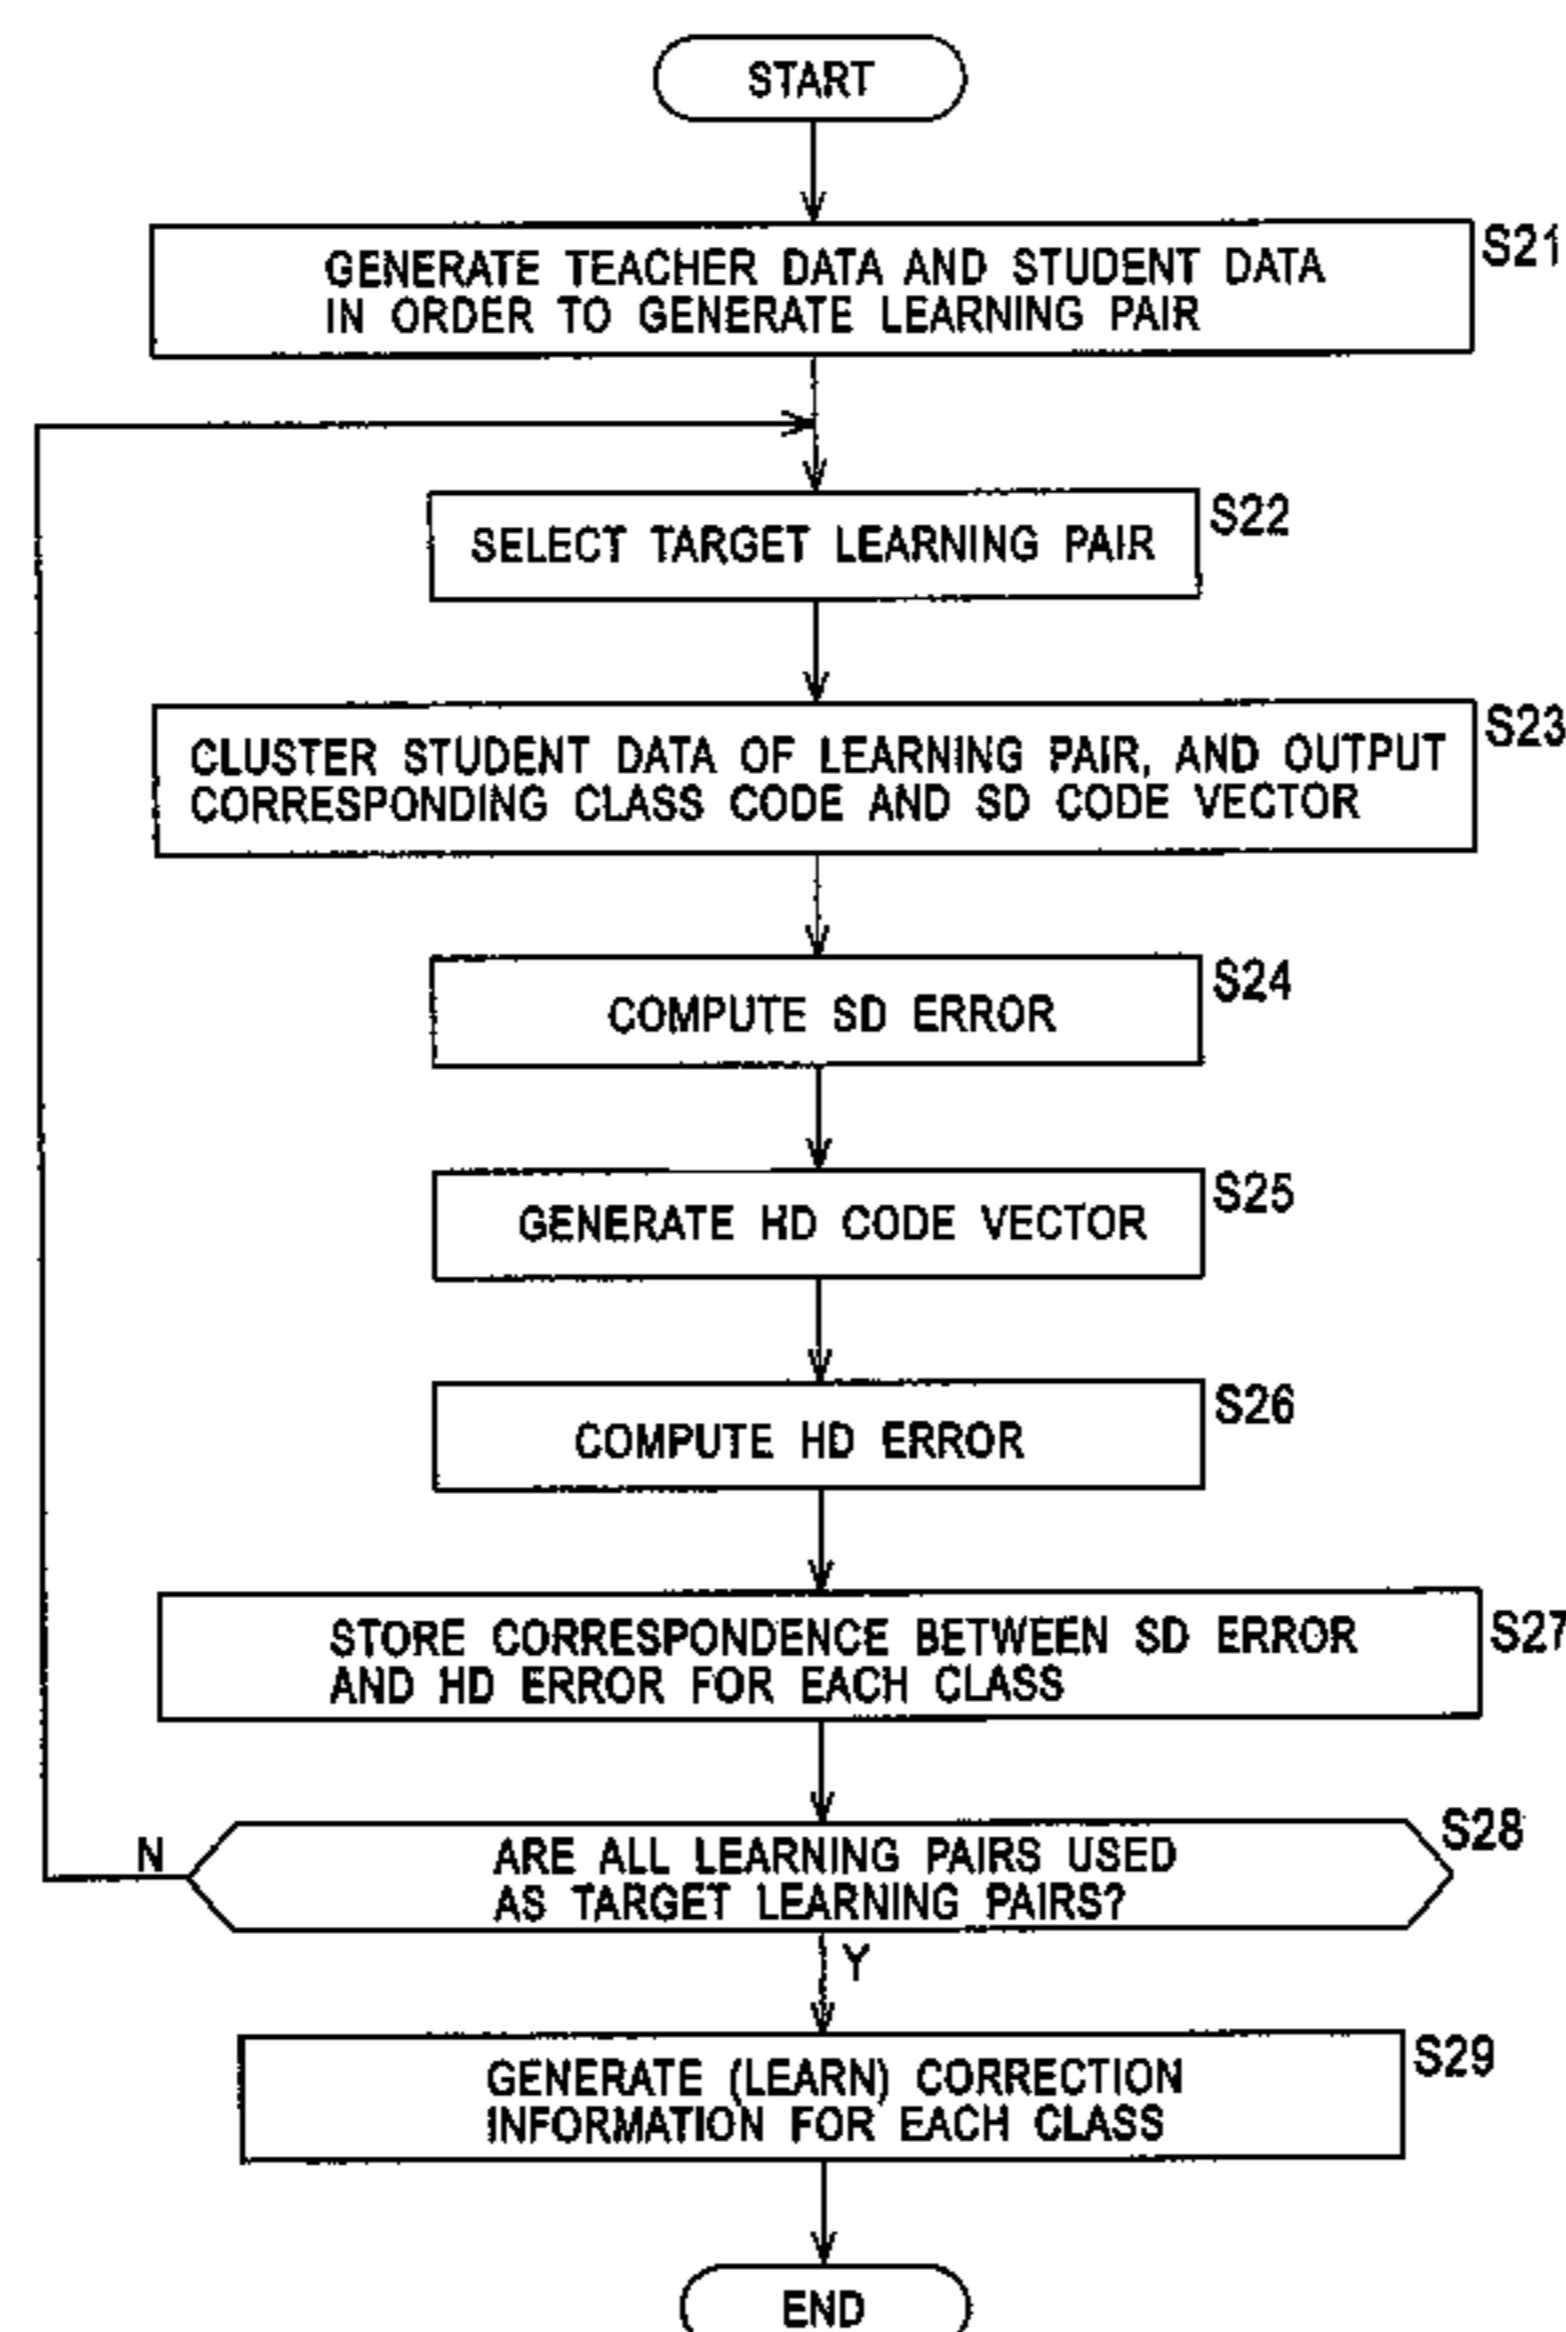 START
S21
GENERATE TEACHER DATA AND STUDENT DATA
IN ORDER TO GENERATE LEARNING PAIR
S22
SELECT TARGET LEARNING PAIR
S23
CLUSTER STUDENT DATA OF LEARNING PAIR, AND OUTPUT
CORRESPONDING CLASS CODE AND SD CODE VECTOR
S24
COMPUTE SD ERROR
S25
GENERATE HD CODE VECTOR
S26
COMPUTE HD ERROR
S27
STORE CORRESPONDENCE BETWEEN SD ERROR
AND HD ERROR FOR EACH CLASS
S28
N
ARE ALL LEARNING PAIRS USED
AS TARGET LEARNING PAIRS?
Y
S29
GENERATE (LEARN) CORRECTION
INFORMATION FOR EACH CLASS
END